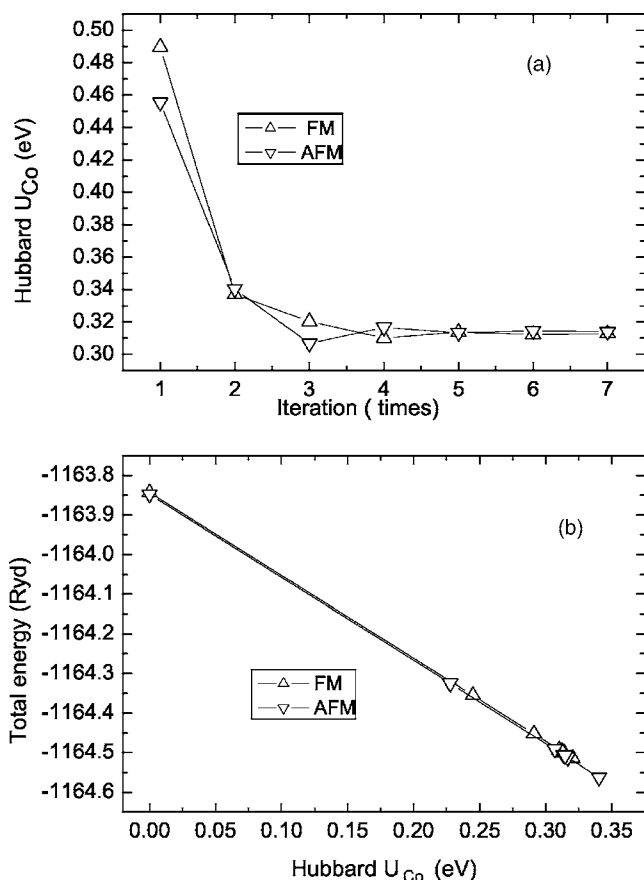 0.50
0.48
0.46
0.44
0.42
0.40
0.38
0.36
0.34
0.32
0.30
Hubbard U_Co (eV)
(a)
FM
AFM
1 2 3 4 5 6 7
Iteration ( times)
-1163.8
-1163.9
-1164.0
-1164.1
-1164.2
-1164.3
-1164.4
-1164.5
-1164.6
Total energy (Ryd)
(b)
FM
AFM
0.00 0.05 0.10 0.15 0.20 0.25 0.30 0.35
Hubbard U_Co (eV)